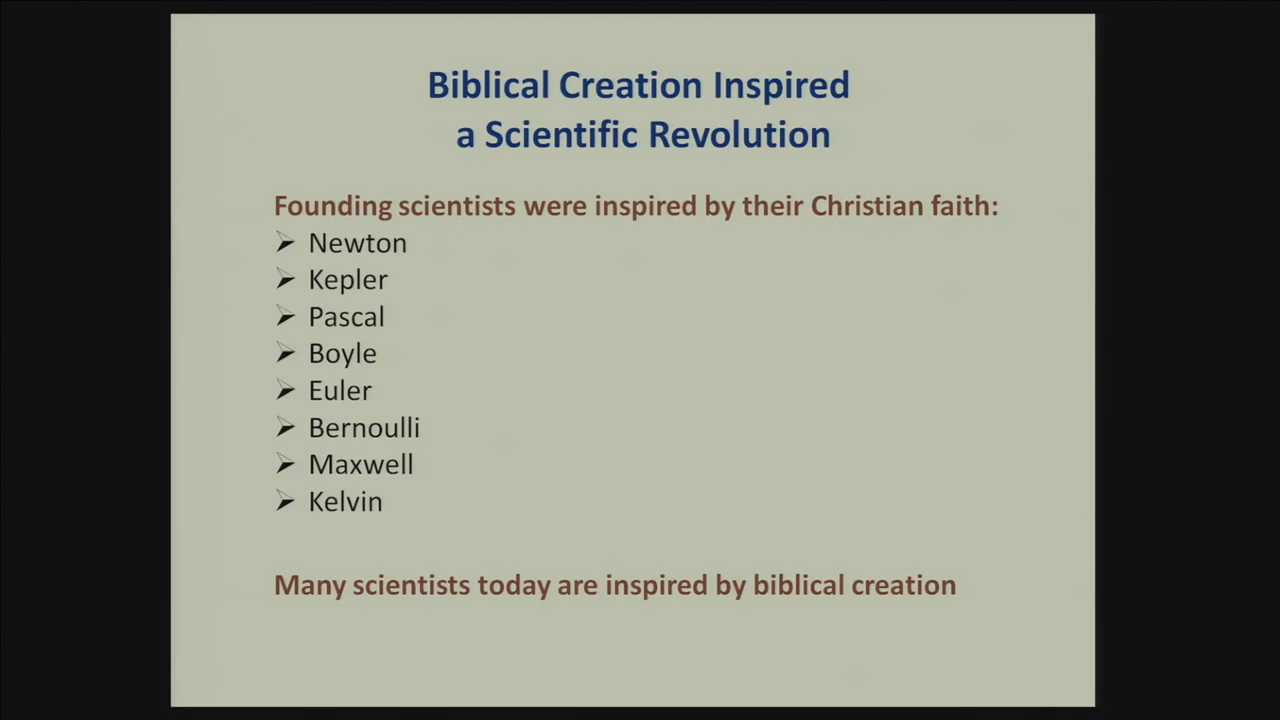 Biblical Creation Inspired
a Scientific Revolution
Founding scientists were inspired by their Christian faith:
➢ Newton
➢ Kepler
➢ Pascal
➢ Boyle
➢ Euler
➢ Bernoulli
➢ Maxwell
➢ Kelvin
Many scientists today are inspired by biblical creation